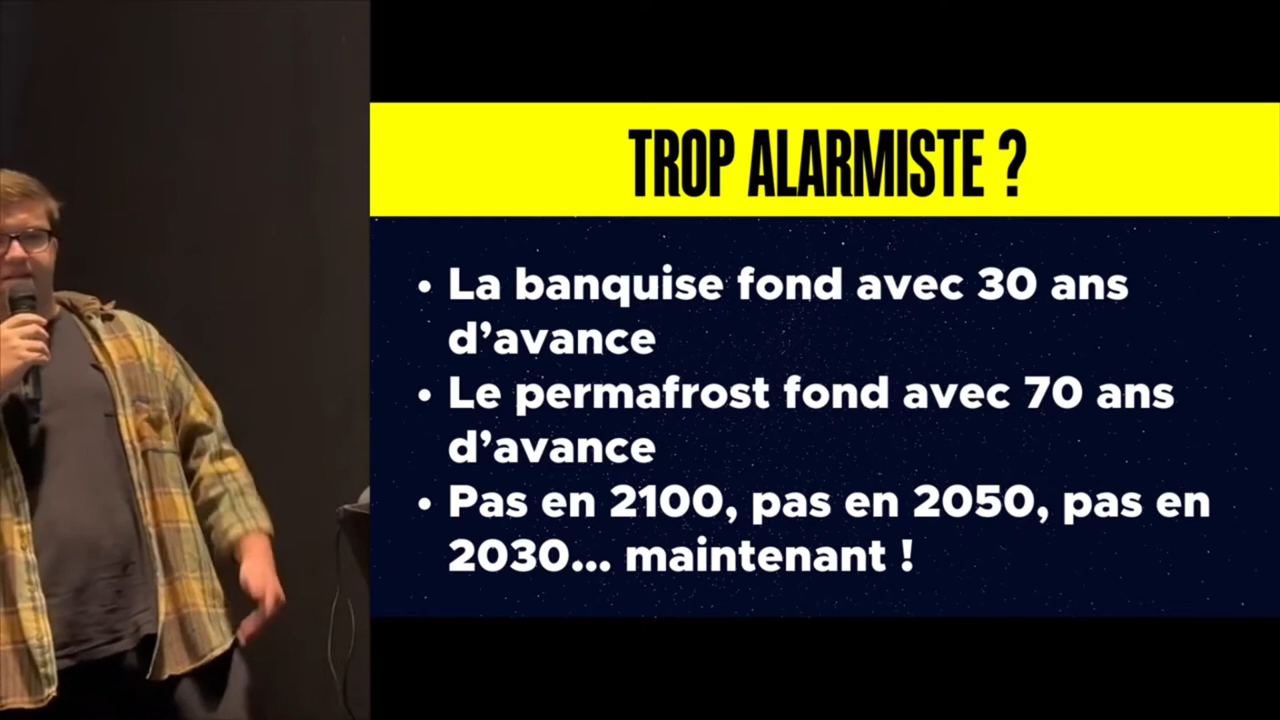 TROP ALARMISTE ?
• La banquise fond avec 30 ans
d’avance
• Le permafrost fond avec 70 ans
d’avance
• Pas en 2100, pas en 2050, pas en
2030... maintenant !